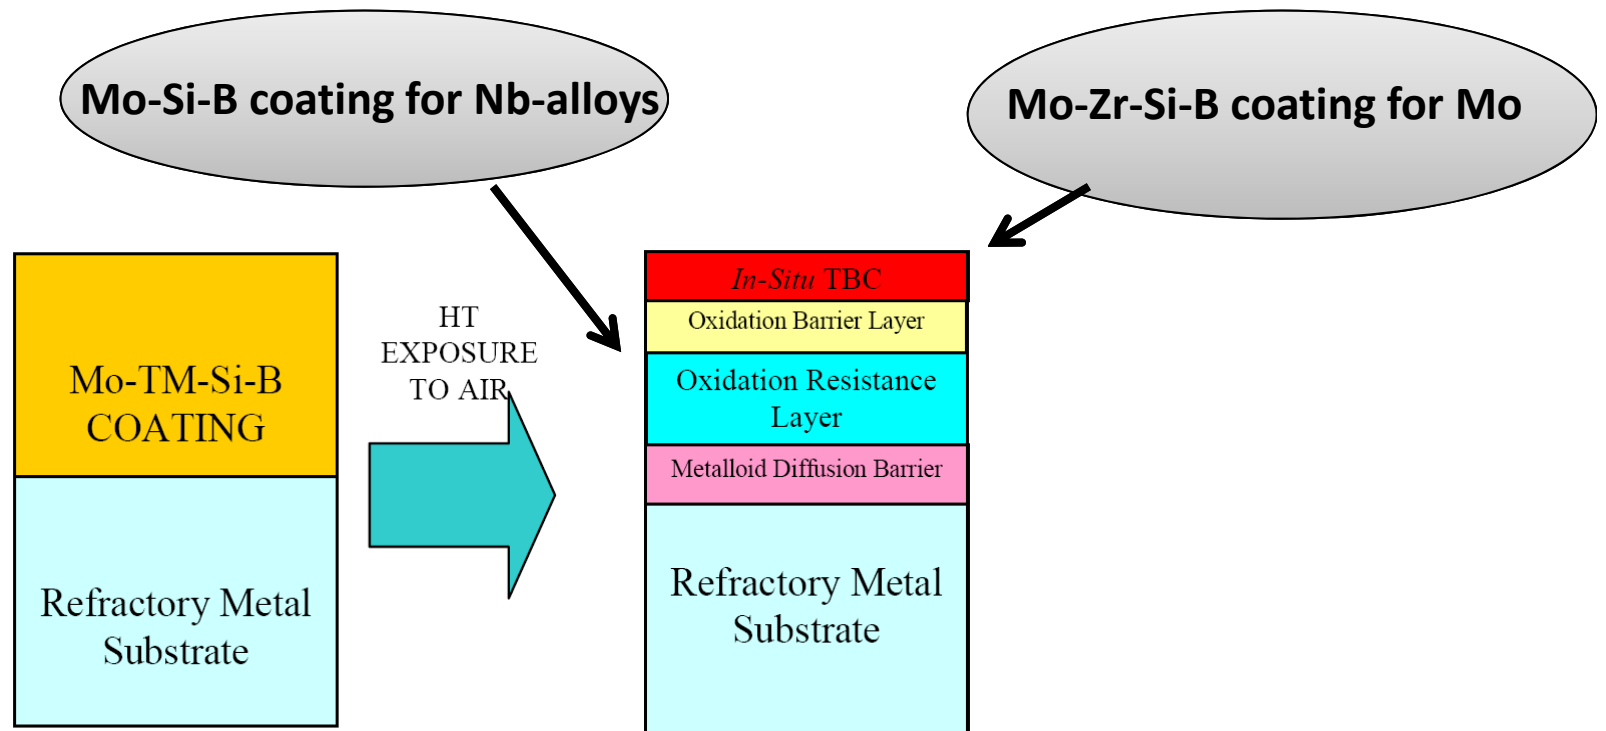 Mo-Si-B coating for Nb-alloys
Mo-Zr-Si-B coating for Mo
Mo-TM-Si-B
COATING
Refractory Metal
Substrate
HT
EXPOSURE
TO AIR
In-Situ TBC
Oxidation Barrier Layer
Oxidation Resistance
Layer
Metalloid Diffusion Barrier
Refractory Metal
Substrate